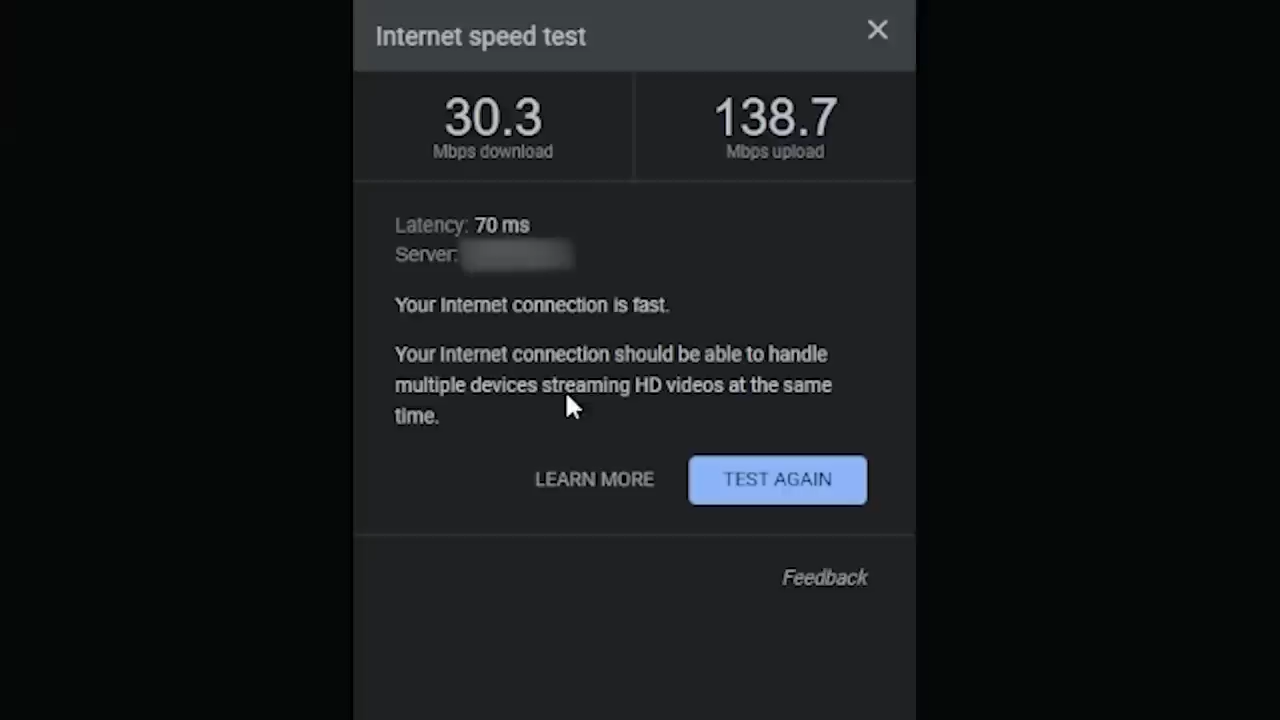 Internet speed test
30.3
Mbps download
138.7
Mbps upload
Latency: 70 ms
Server:
Your Internet connection is fast.
Your Internet connection should be able to handle
multiple devices streaming HD videos at the same
time.
LEARN MORE
TEST AGAIN
Feedback